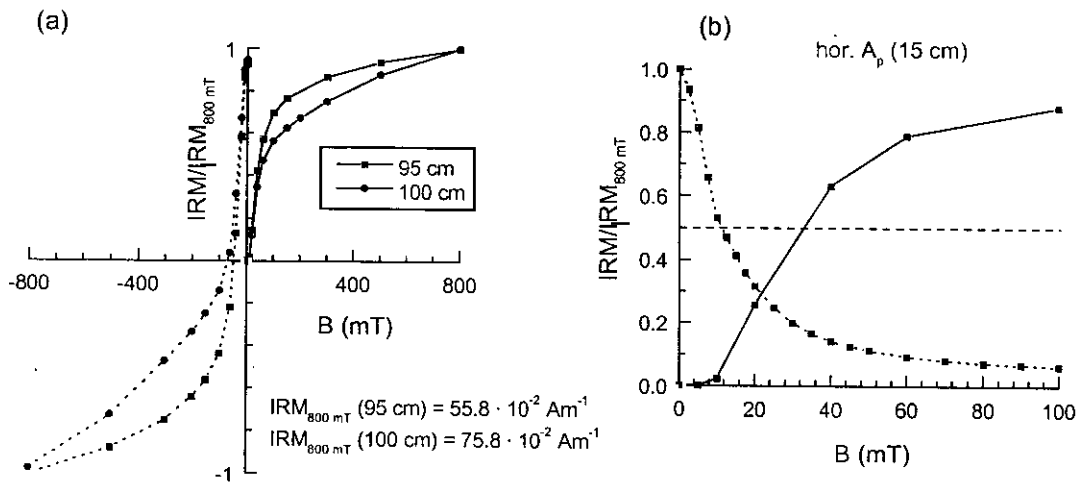 (a)
1
IRM/IRM800 mT
95 cm
100 cm
-800
-400
0
400
800
B (mT)
IRM800 mT (95 cm) = 55.8 · 10-2 Am-1
IRM800 mT (100 cm) = 75.8 · 10-2 Am-1
-1
(b)
hor. Ap (15 cm)
1.0
0.8
0.6
0.4
0.2
0.0
IRM/IRM800 mT
0
20
40
60
80
100
B (mT)